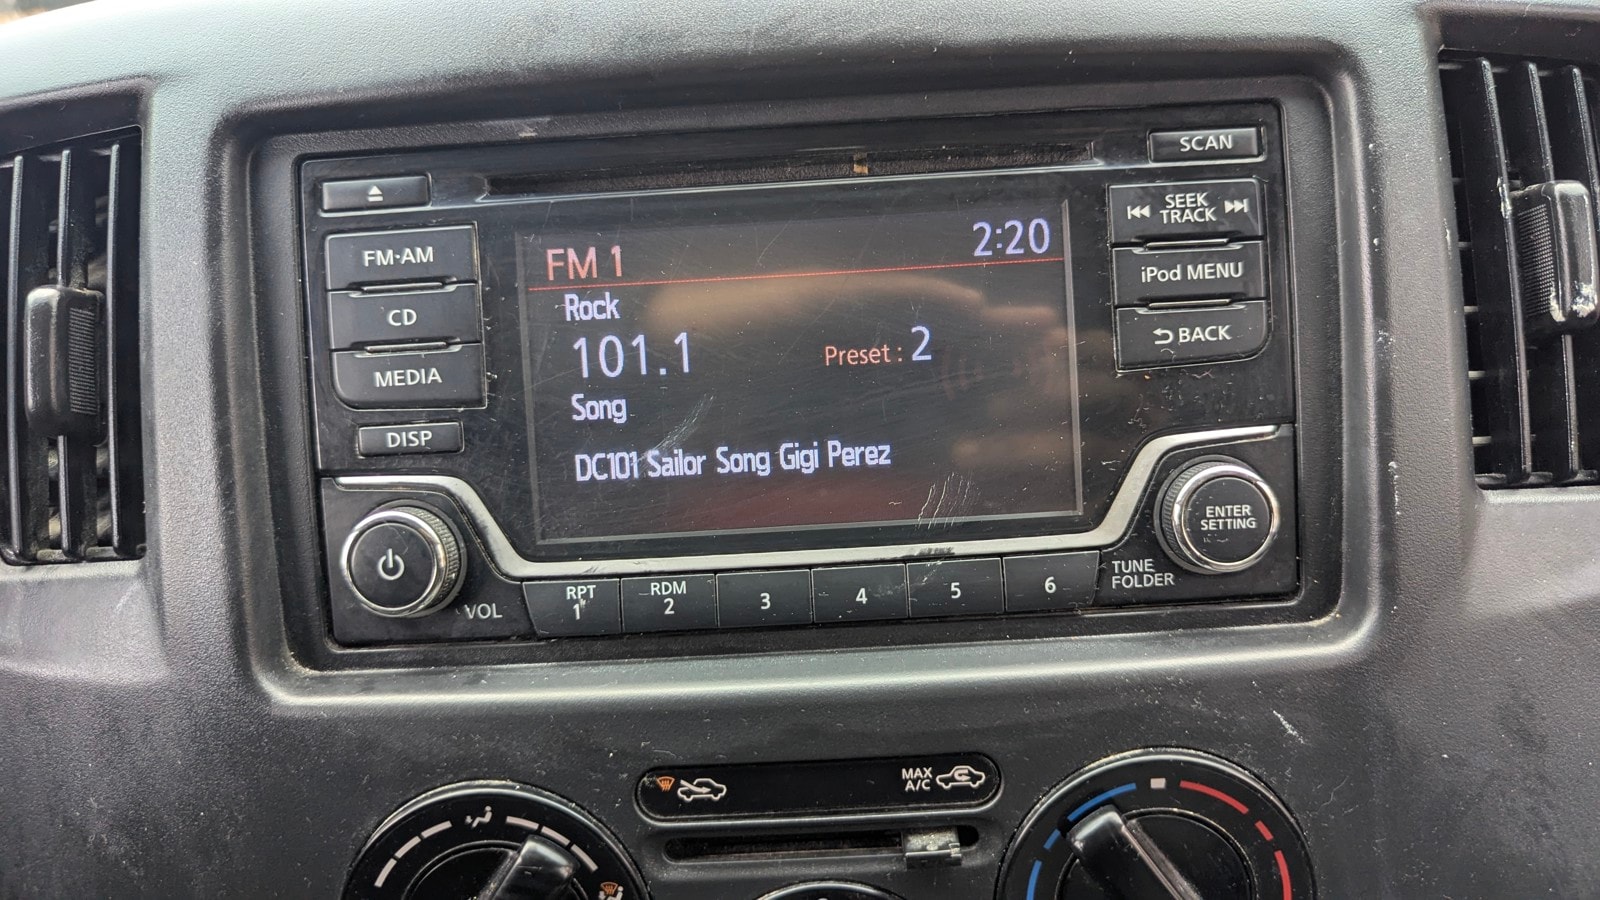 SCAN
SEEK
TRACK
FM·AM
FM 1
2:20
iPod MENU
Rock
CD
101.1
Preset : 2
BACK
MEDIA
Song
DISP
DC101 Sailor Song Gigi Perez
ENTER
SETTING
VOL
RPT
1
RDM
2
3
4
5
6
TUNE
FOLDER
MAX
A/C